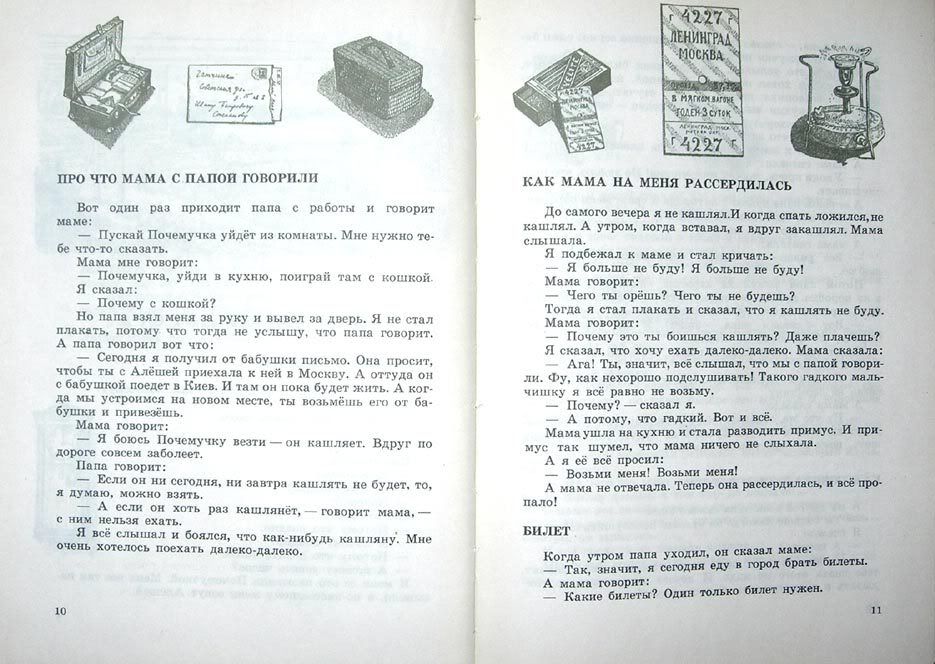 Гатчина
Советская ул.
4227
ЛЕНИНГРАД
МОСКВА
4227
ЛЕНИНГРАД
МОСКВА
В МЯГКОМ ВАГОНЕ
ГОДЕН 3 СУТОК
4227
ПРО ЧТО МАМА С ПАПОЙ ГОВОРИЛИ
Вот один раз приходит папа с работы и говорит
маме:
— Пускай Почемучка уйдёт из комнаты. Мне нужно те-
бе что-то сказать.
Мама мне говорит:
— Почемучка, уйди в кухню, поиграй там с кошкой.
Я сказал:
— Почему с кошкой?
Но папа взял меня за руку и вывел за дверь. Я не стал
плакать, потому что тогда не услышу, что папа говорит.
А папа говорил вот что:
— Сегодня я получил от бабушки письмо. Она просит,
чтобы ты с Алёшей приехала к ней в Москву. А оттуда он
с бабушкой поедет в Киев. И там он пока будет жить. А ког-
да мы устроимся на новом месте, ты возьмёшь его от ба-
бушки и привезёшь.
Мама говорит:
— Я боюсь Почемучку везти — он кашляет. Вдруг по
дороге совсем заболеет.
Папа говорит:
— Если он ни сегодня, ни завтра кашлять не будет, то,
я думаю, можно взять.
— А если он хоть раз кашлянёт, — говорит мама, —
с ним нельзя ехать.
Я всё слышал и боялся, что как-нибудь кашляну. Мне
очень хотелось поехать далеко-далеко.
10
КАК МАМА НА МЕНЯ РАССЕРДИЛАСЬ
До самого вечера я не кашлял. И когда спать ложился, не
кашлял. А утром, когда вставал, я вдруг закашлял. Мама
слышала.
Я подбежал к маме и стал кричать:
— Я больше не буду! Я больше не буду!
Мама говорит:
— Чего ты орёшь? Чего ты не будешь?
Тогда я стал плакать и сказал, что я кашлять не буду.
Мама говорит:
— Почему это ты боишься кашлять? Даже плачешь?
Я сказал, что хочу ехать далеко-далеко. Мама сказала:
— Ага! Ты, значит, всё слышал, что мы с папой говори-
ли. Фу, как нехорошо подслушивать! Такого гадкого маль-
чишку я всё равно не возьму.
— Почему? — сказал я.
— А потому, что гадкий. Вот и всё.
Мама ушла на кухню и стала разводить примус. И при-
мус так шумел, что мама ничего не слыхала.
А я её всё просил:
— Возьми меня! Возьми меня!
А мама не отвечала. Теперь она рассердилась, и всё про-
пало!
БИЛЕТ
Когда утром папа уходил, он сказал маме:
— Так, значит, я сегодня еду в город брать билеты.
А мама говорит:
— Какие билеты? Один только билет нужен.
11